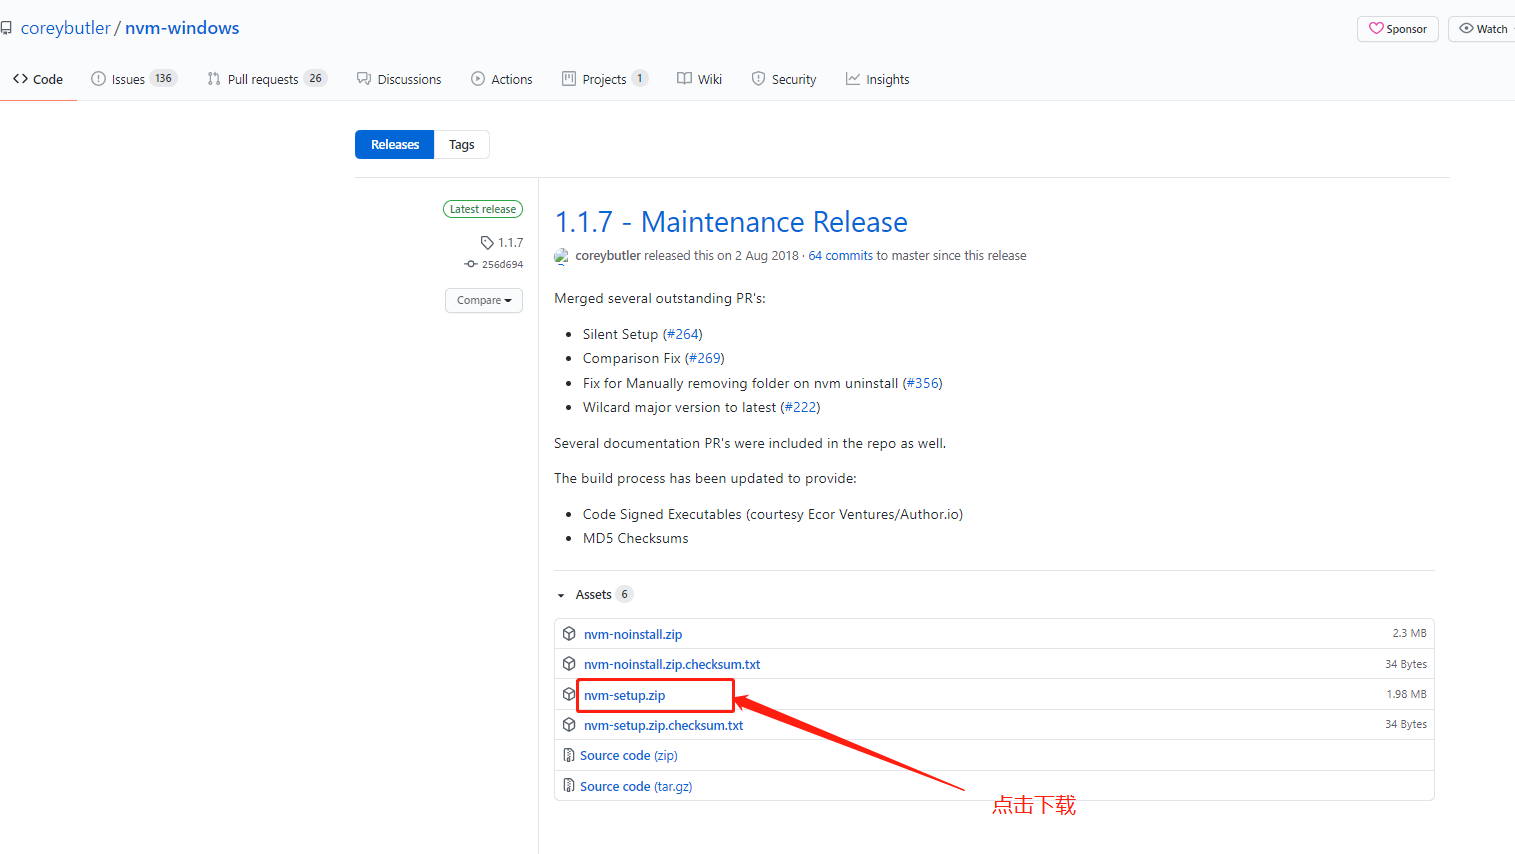 coreybutler / nvm-windows
Sponsor
Watch
Code
Issues 136
Pull requests 26
Discussions
Actions
Projects 1
Wiki
Security
Insights
Releases
Tags
Latest release
1.1.7
256d694
Compare
1.1.7 - Maintenance Release
coreybutler released this on 2 Aug 2018 · 64 commits to master since this release
Merged several outstanding PR's:
Silent Setup (#264)
Comparison Fix (#269)
Fix for Manually removing folder on nvm uninstall (#356)
Wilcard major version to latest (#222)
Several documentation PR's were included in the repo as well.
The build process has been updated to provide:
Code Signed Executables (courtesy Ecor Ventures/Author.io)
MD5 Checksums
Assets 6
nvm-noinstall.zip 2.3 MB
nvm-noinstall.zip.checksum.txt 34 Bytes
nvm-setup.zip 1.98 MB
nvm-setup.zip.checksum.txt 34 Bytes
Source code (zip)
Source code (tar.gz)
点击下载